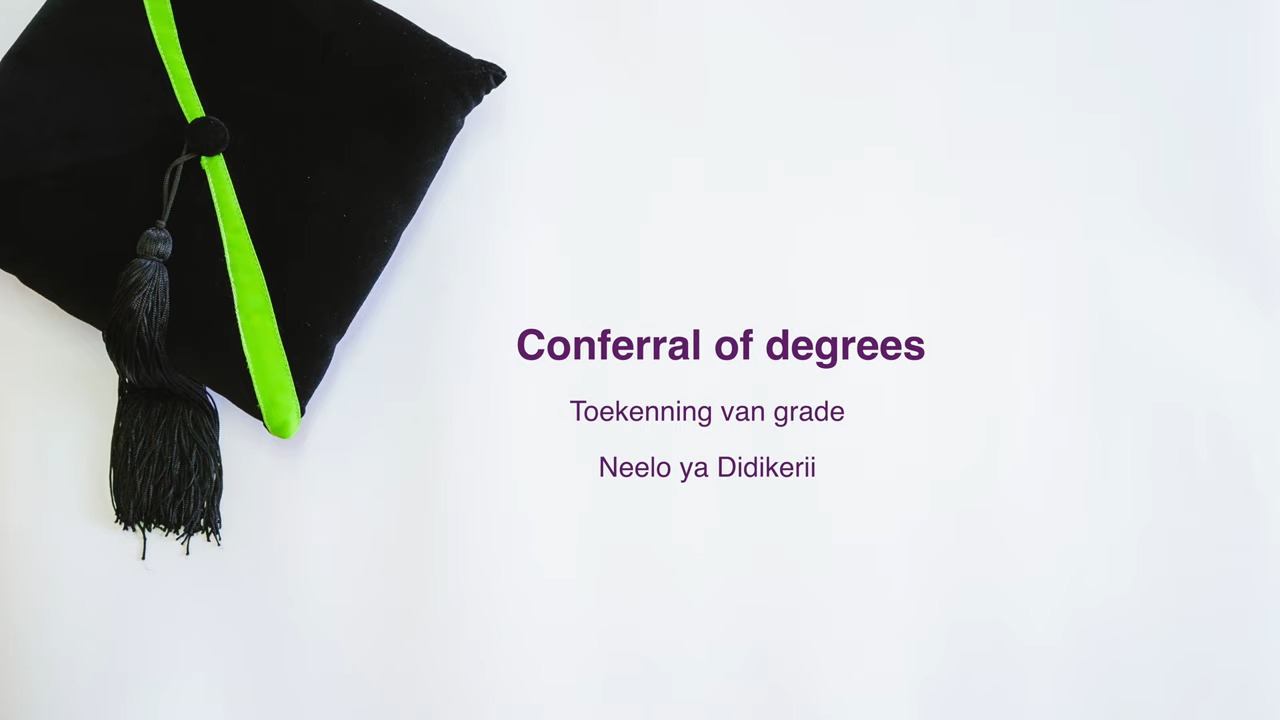 Conferral of degrees
Toekenning van grade
Neelo ya Didikerii